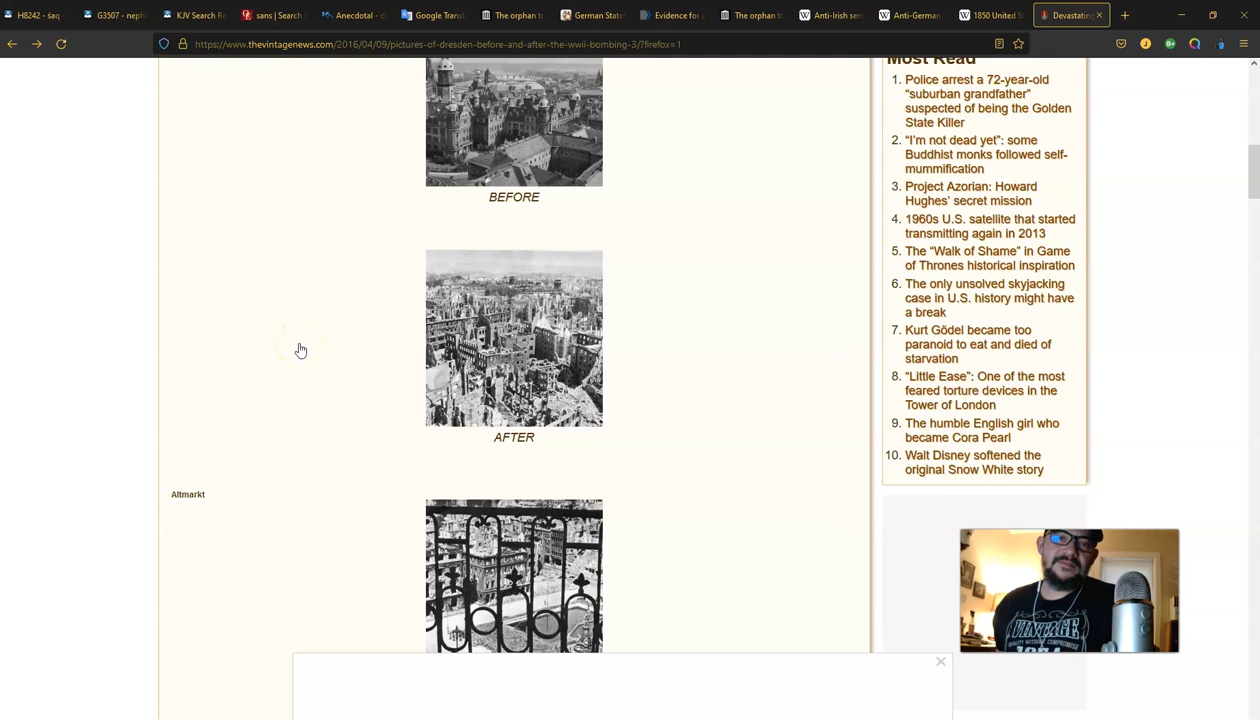 H8242 - šaq -
G3507 - neph
KJV Search Re
sans | Search
Anecdotal - d
Google Trans
The orphan tr
German State
Evidence for a
The orphan tr
Anti-Irish sen
Anti-German
1850 United S
Devastating
https://www.thevintagenews.com/2016/04/09/pictures-of-dresden-before-and-after-the-wwii-bombing-3/?firefox=1
BEFORE
AFTER
Altmarkt
Most Read
1. Police arrest a 72-year-old
“suburban grandfather”
suspected of being the Golden
State Killer
2. “I’m not dead yet”: some
Buddhist monks followed self-
mummification
3. Project Azorian: Howard
Hughes’ secret mission
4. 1960s U.S. satellite that started
transmitting again in 2013
5. The “Walk of Shame” in Game
of Thrones historical inspiration
6. The only unsolved skyjacking
case in U.S. history might have
a break
7. Kurt Gödel became too
paranoid to eat and died of
starvation
8. “Little Ease”: One of the most
feared torture devices in the
Tower of London
9. The humble English girl who
became Cora Pearl
10. Walt Disney softened the
original Snow White story
VINTAGE